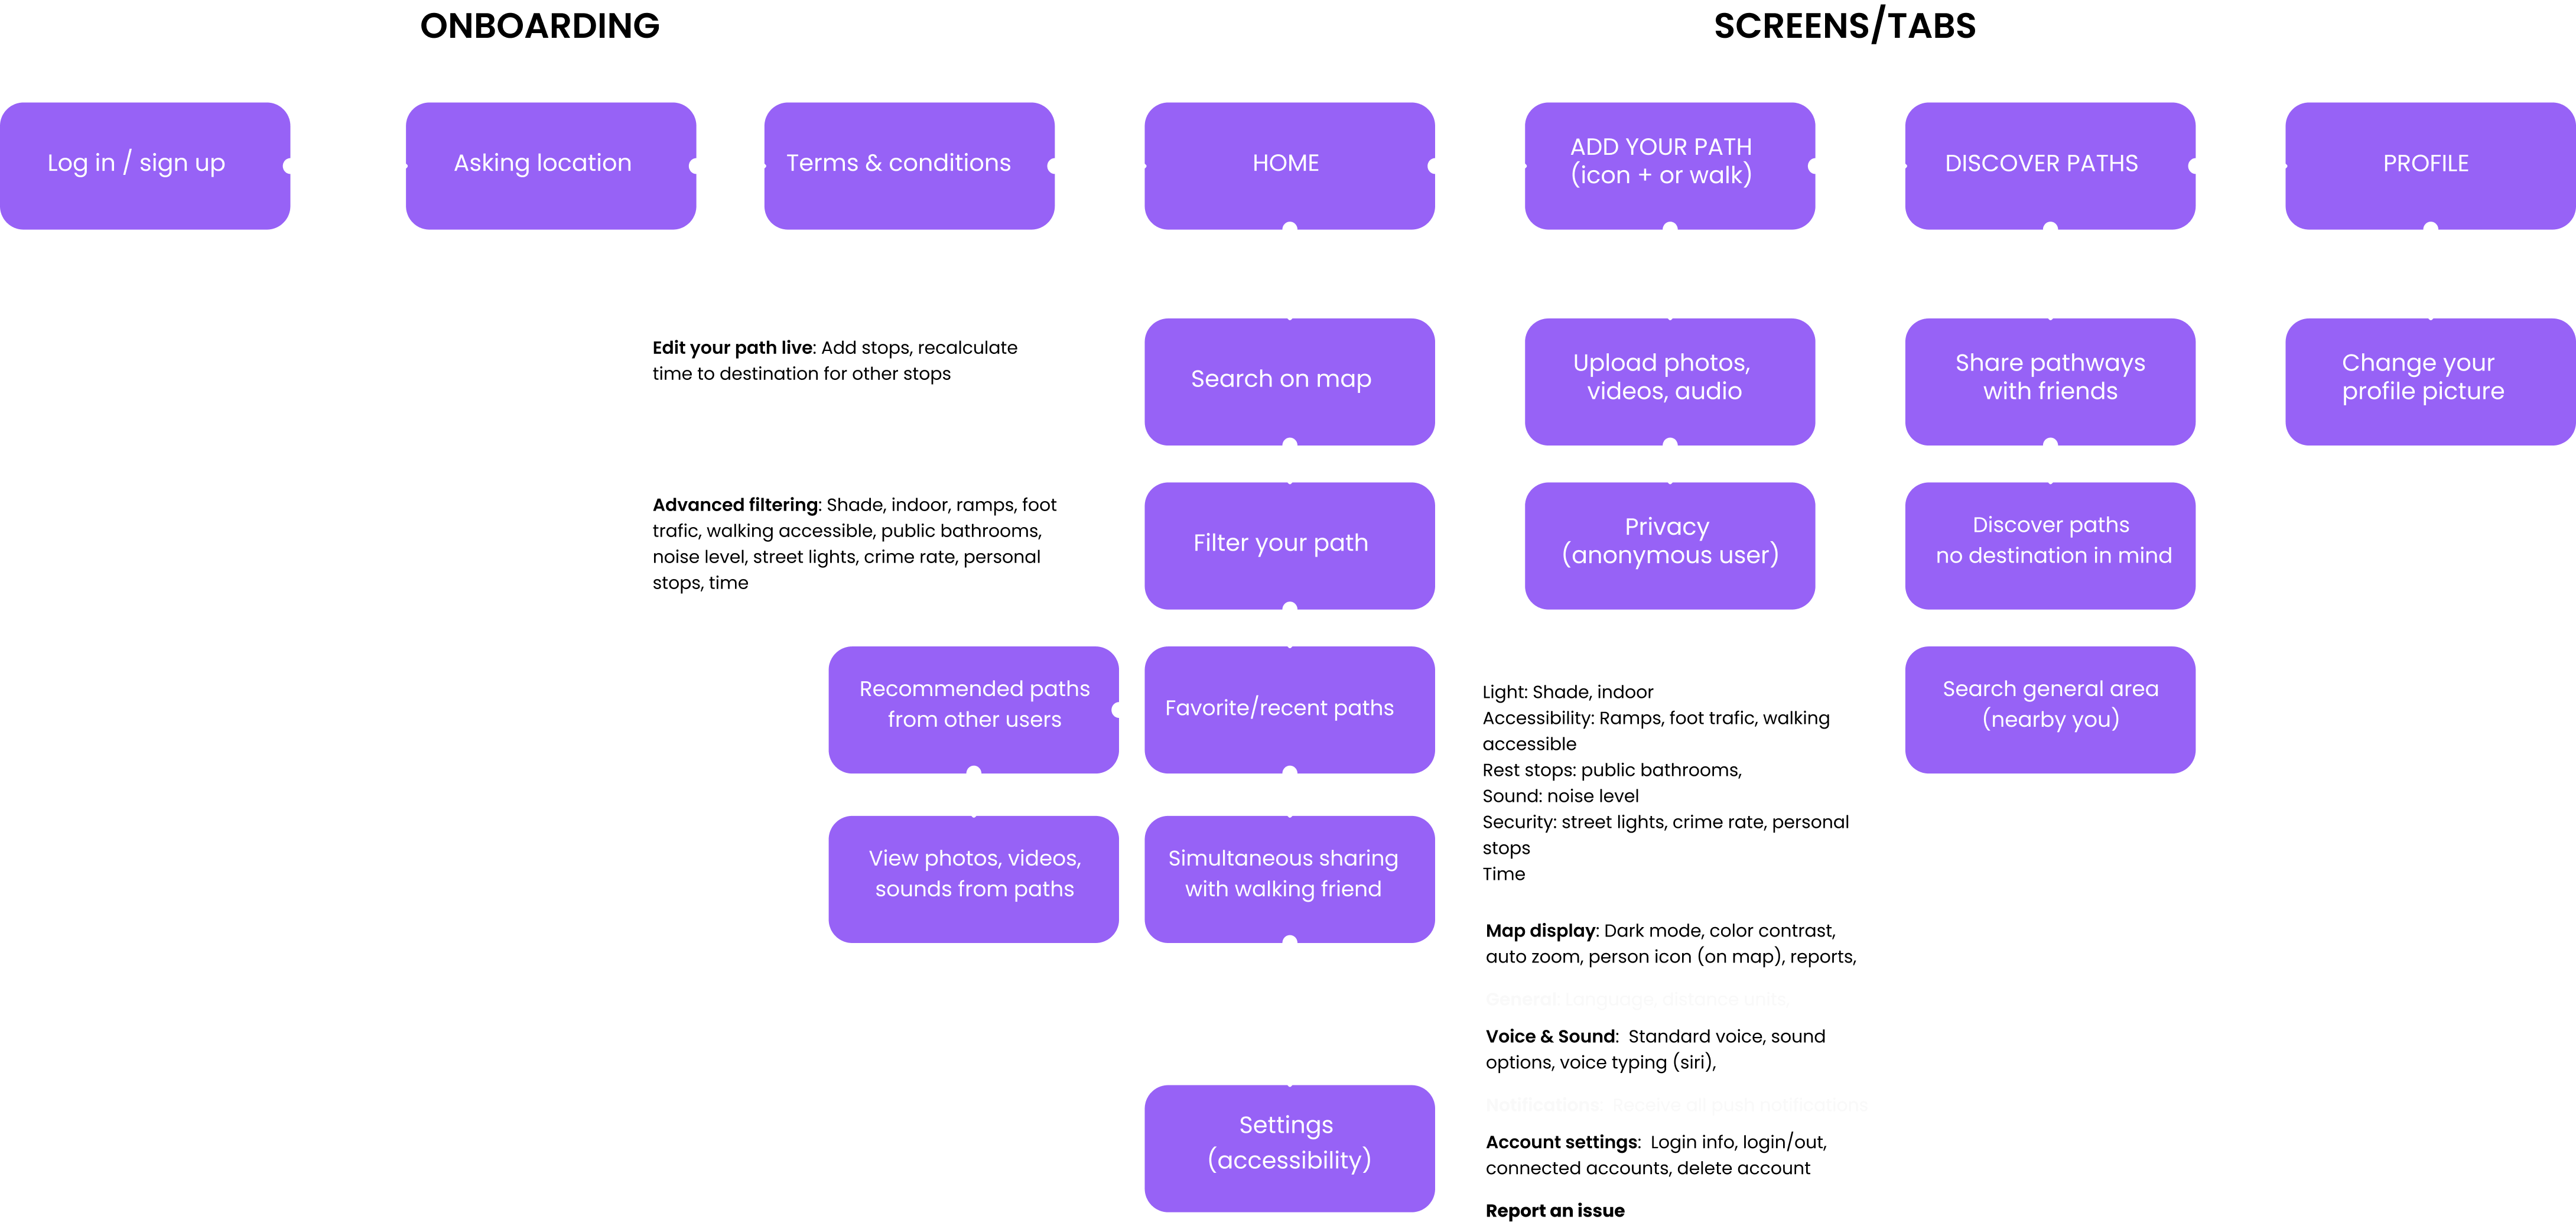 ONBOARDING
SCREENS/TABS
Log in / sign up
Asking location
Terms & conditions
HOME
ADD YOUR PATH
(icon + or walk)
DISCOVER PATHS
PROFILE
Edit your path live: Add stops, recalculate
time to destination for other stops
Search on map
Upload photos,
videos, audio
Share pathways
with friends
Change your
profile picture
Advanced filtering: Shade, indoor, ramps, foot
trafic, walking accessible, public bathrooms,
noise level, street lights, crime rate, personal
stops, time
Filter your path
Privacy
(anonymous user)
Discover paths
no destination in mind
Recommended paths
from other users
Favorite/recent paths
Light: Shade, indoor
Accessibility: Ramps, foot trafic, walking
accessible
Rest stops: public bathrooms,
Sound: noise level
Security: street lights, crime rate, personal
stops
Time
Search general area
(nearby you)
View photos, videos,
sounds from paths
Simultaneous sharing
with walking friend
Map display: Dark mode, color contrast,
auto zoom, person icon (on map), reports,
General: Language, distance units,
Voice & Sound:  Standard voice, sound
options, voice typing (siri),
Notifications:  Receive all push notifications
Settings
(accessibility)
Account settings:  Login info, login/out,
connected accounts, delete account
Report an issue